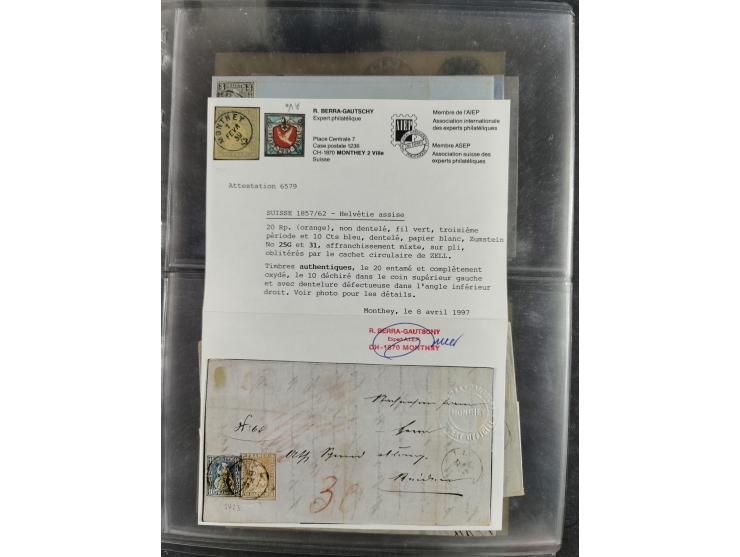 R. BERRA-GAUTSCHY
Expert philatélique
Place Centrale 7
Case postale 1236
CH-1870 MONTHEY 2 Ville
Suisse
AIEP
Membre de l'AIEP
Association internationale
des experts philatéliques
Membre ASEP
Association suisse des
experts philatéliques
MONTHEY
Attestation 6579
SUISSE 1857/62 - Helvétie assise
20 Rp. (orange), non dentelé, fil vert, troisième
période et 10 Cts bleu, dentelé, papier blanc, Zumstein
No 25G et 31, affranchissement mixte, sur pli,
oblitérés par le cachet circulaire de ZELL.
Timbres authentiques, le 20 entamé et complètement
oxydé, le 10 déchiré dans le coin supérieur gauche
et avec dentelure défectueuse dans l'angle inférieur
droit. Voir photo pour les détails.
Monthey, le 8 avril 1997
R. BERRA-GAUTSCHY
Expert A.I.E.P.
CH-1870 MONTHEY
MONTHEY